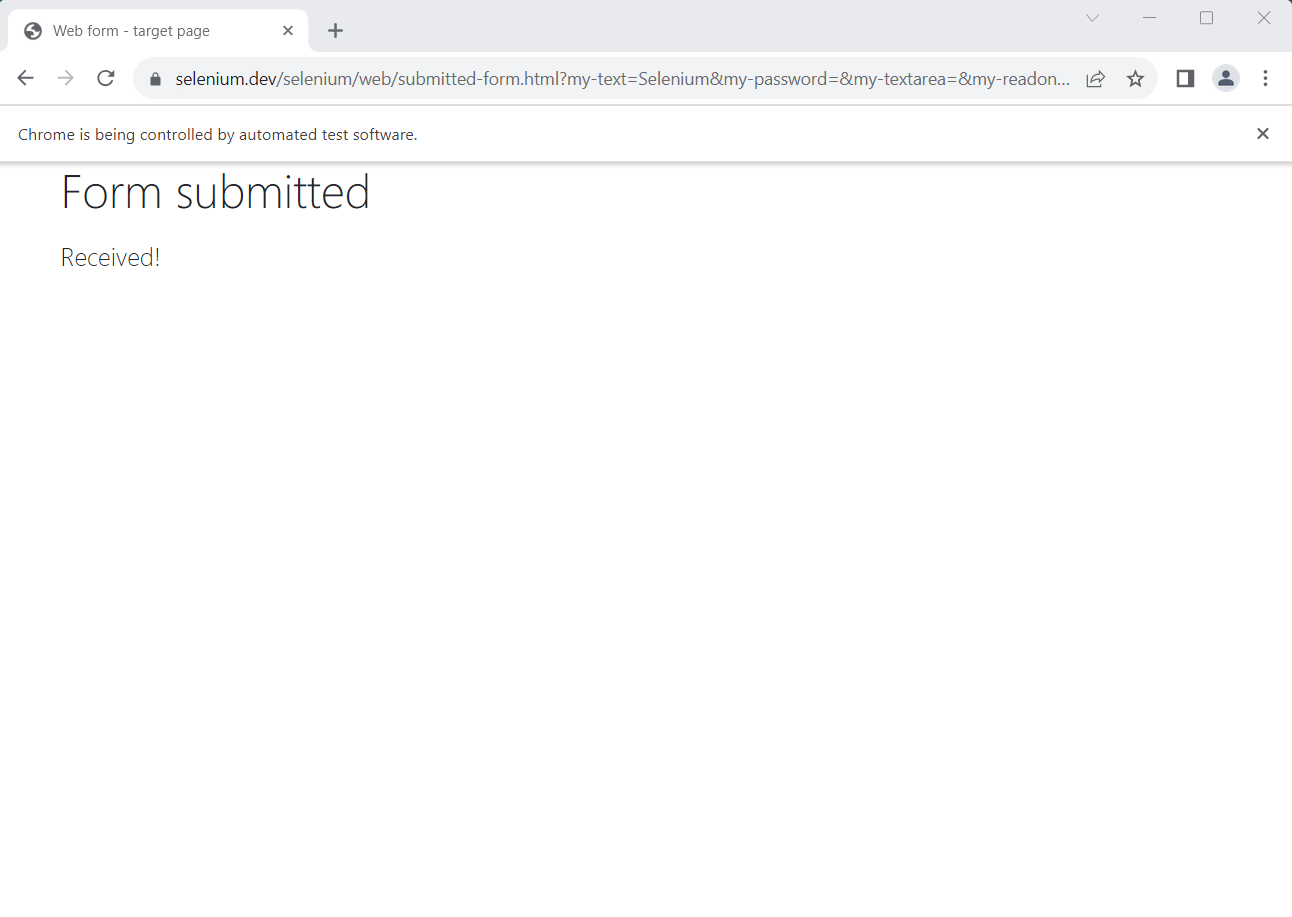 Web form - target page
selenium.dev/selenium/web/submitted-form.html?my-text=Selenium&my-password=&my-textarea=&my-readon...
Chrome is being controlled by automated test software.
Form submitted
Received!